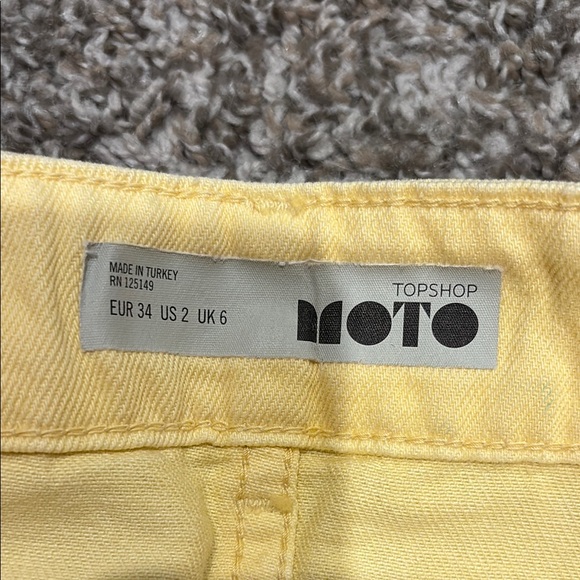 MADE IN TURKEY
RN 125149
EUR 34 US 2 UK 6
TOPSHOP
MOTO